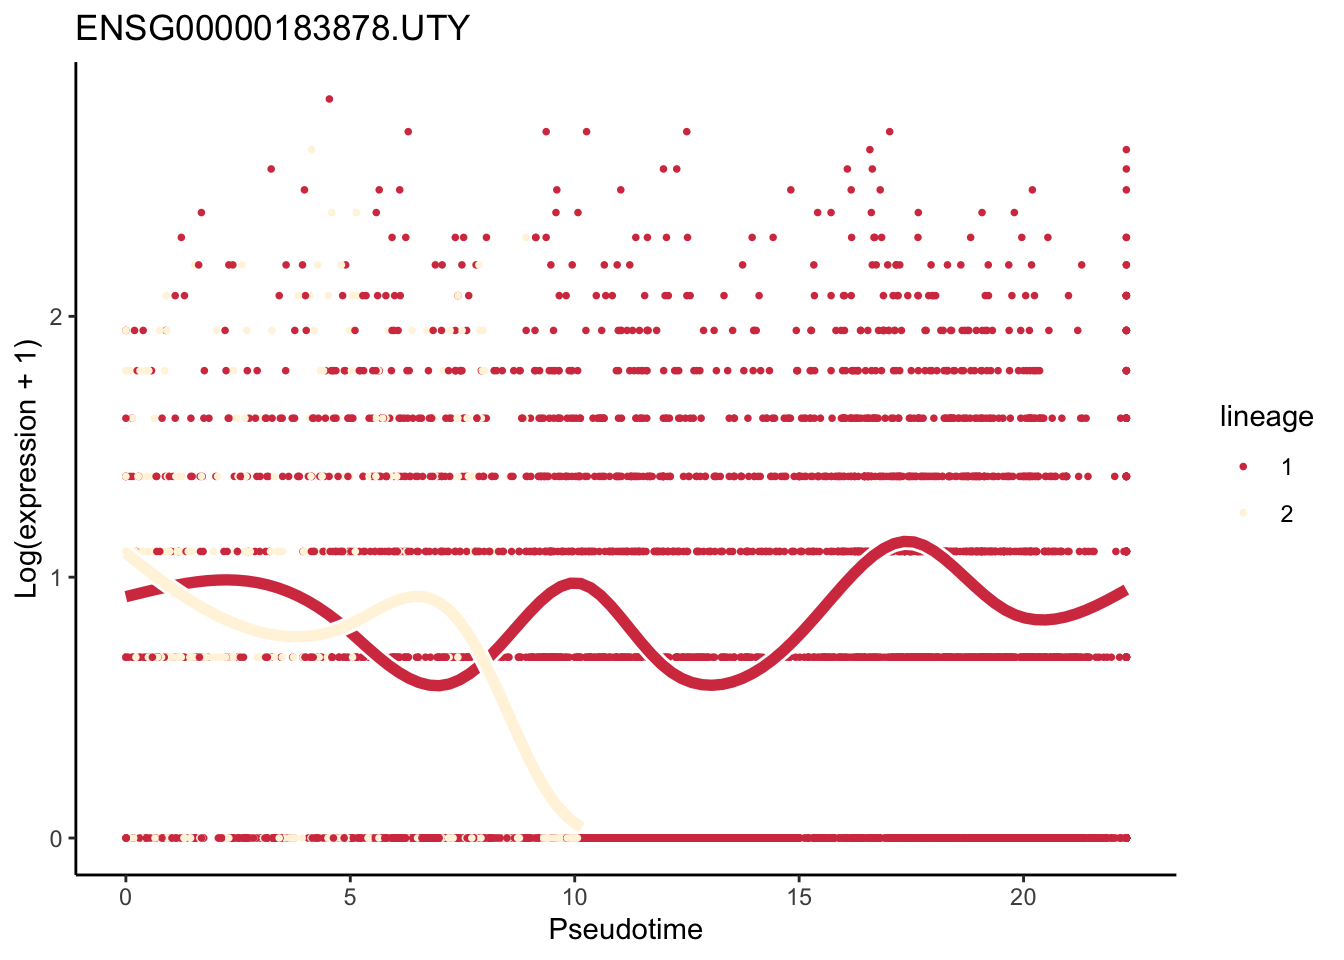 ENSG00000183878.UTY
Log(expression + 1)
2
1
0
0 5 10 15 20
Pseudotime
lineage
1
2